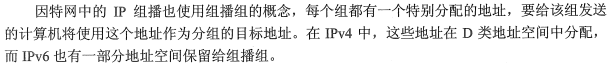 因特网中的 IP 组播也使用组播组的概念，每个组都有一个特别分配的地址，要给该组发送
的计算机将使用这个地址作为分组的目标地址。在 IPv4 中，这些地址在 D 类地址空间中分配，
而 IPv6 也有一部分地址空间保留给组播组。